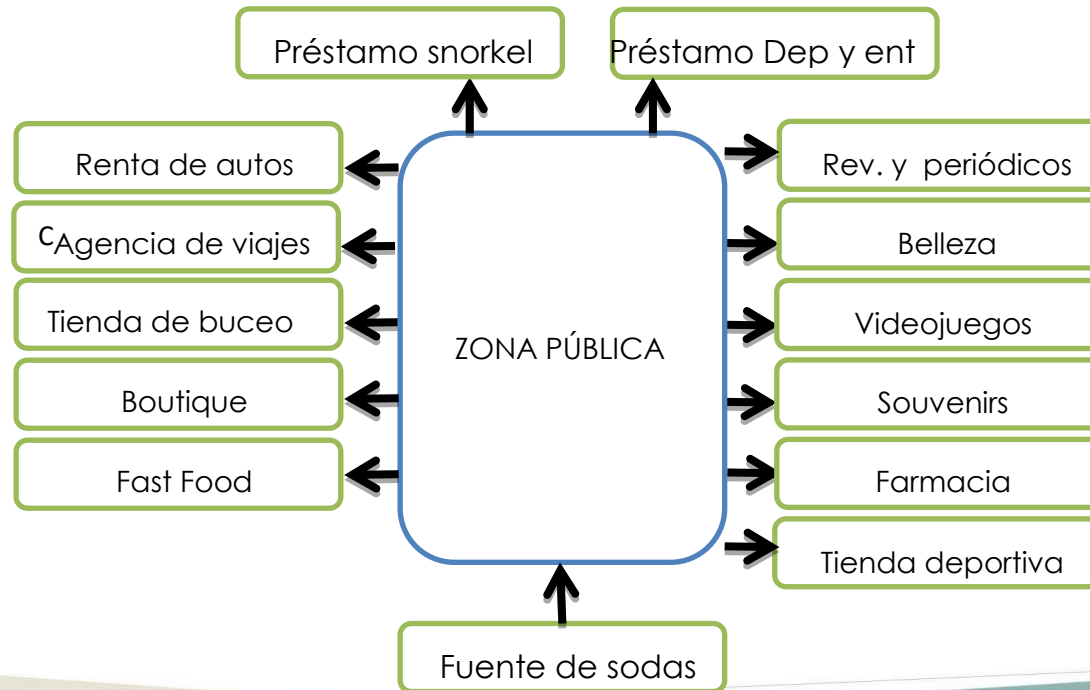 Préstamo snorkel
Préstamo Dep y ent
Renta de autos
cAgencia de viajes
Tienda de buceo
Boutique
Fast Food
ZONA PÚBLICA
Rev. y periódicos
Belleza
Videojuegos
Souvenirs
Farmacia
Tienda deportiva
Fuente de sodas